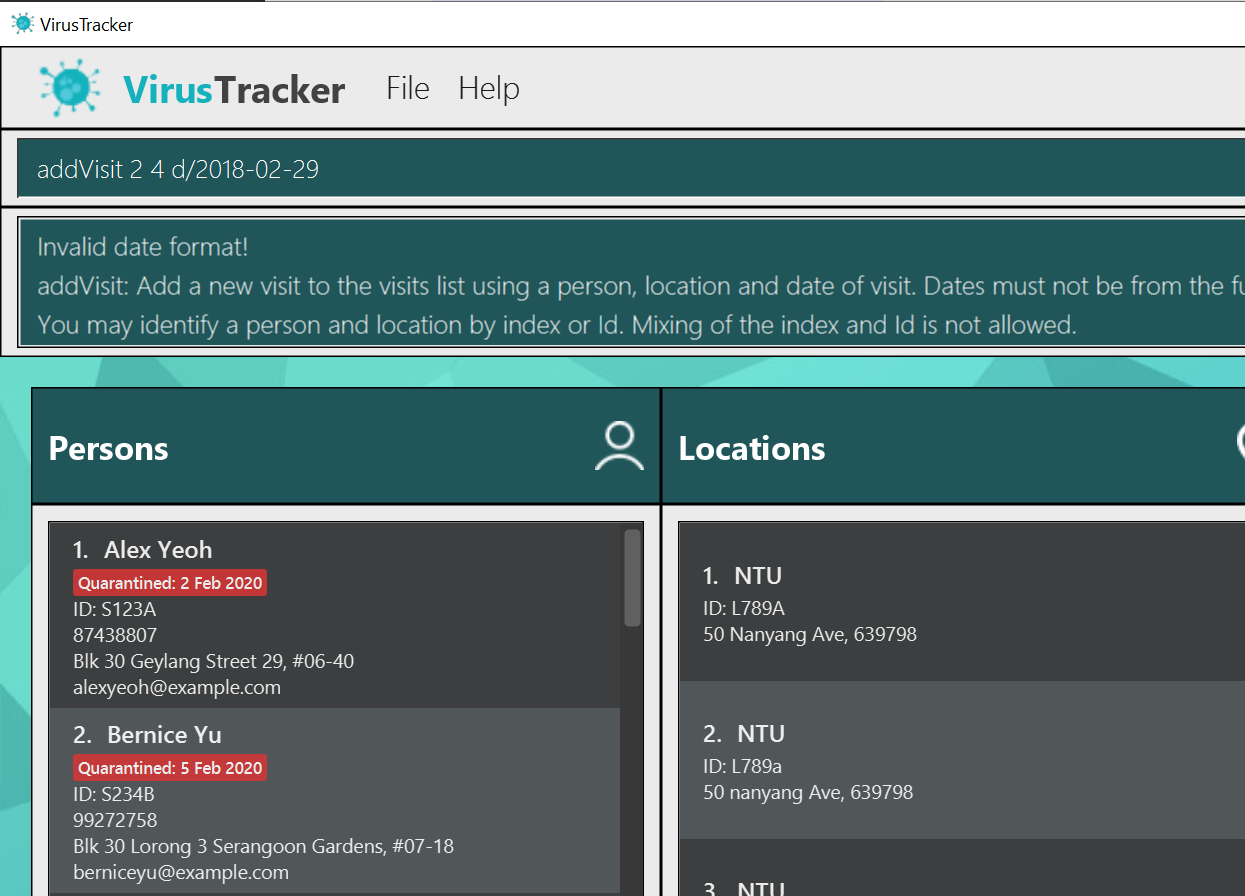 VirusTracker
VirusTracker File Help
addVisit 2 4 d/2018-02-29
Invalid date format!
addVisit: Add a new visit to the visits list using a person, location and date of visit. Dates must not be from the
You may identify a person and location by index or Id. Mixing of the index and Id is not allowed.
Persons
Locations
1. Alex Yeoh
Quarantined: 2 Feb 2020
ID: S123A
87438807
Blk 30 Geylang Street 29, #06-40
alexyeoh@example.com
2. Bernice Yu
Quarantined: 5 Feb 2020
ID: S234B
99272758
Blk 30 Lorong 3 Serangoon Gardens, #07-18
berniceyu@example.com
1. NTU
ID: L789A
50 Nanyang Ave, 639798
2. NTU
ID: L789a
50 nanyang Ave, 639798
3. NTU